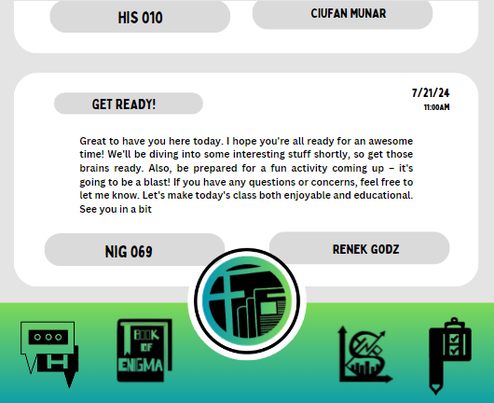 HIS 010
CIUFAN MUNAR
GET READY!
7/21/24
11:00AM
Great to have you here today. I hope you're all ready for an awesome
time! We'll be diving into some interesting stuff shortly, so get those
brains ready. Also, be prepared for a fun activity coming up – it's
going to be a blast! If you have any questions or concerns, feel free to
let me know. Let's make today's class both enjoyable and educational.
See you in a bit
NIG 069
RENEK GODZ
BOOK
OF
ENIGMA